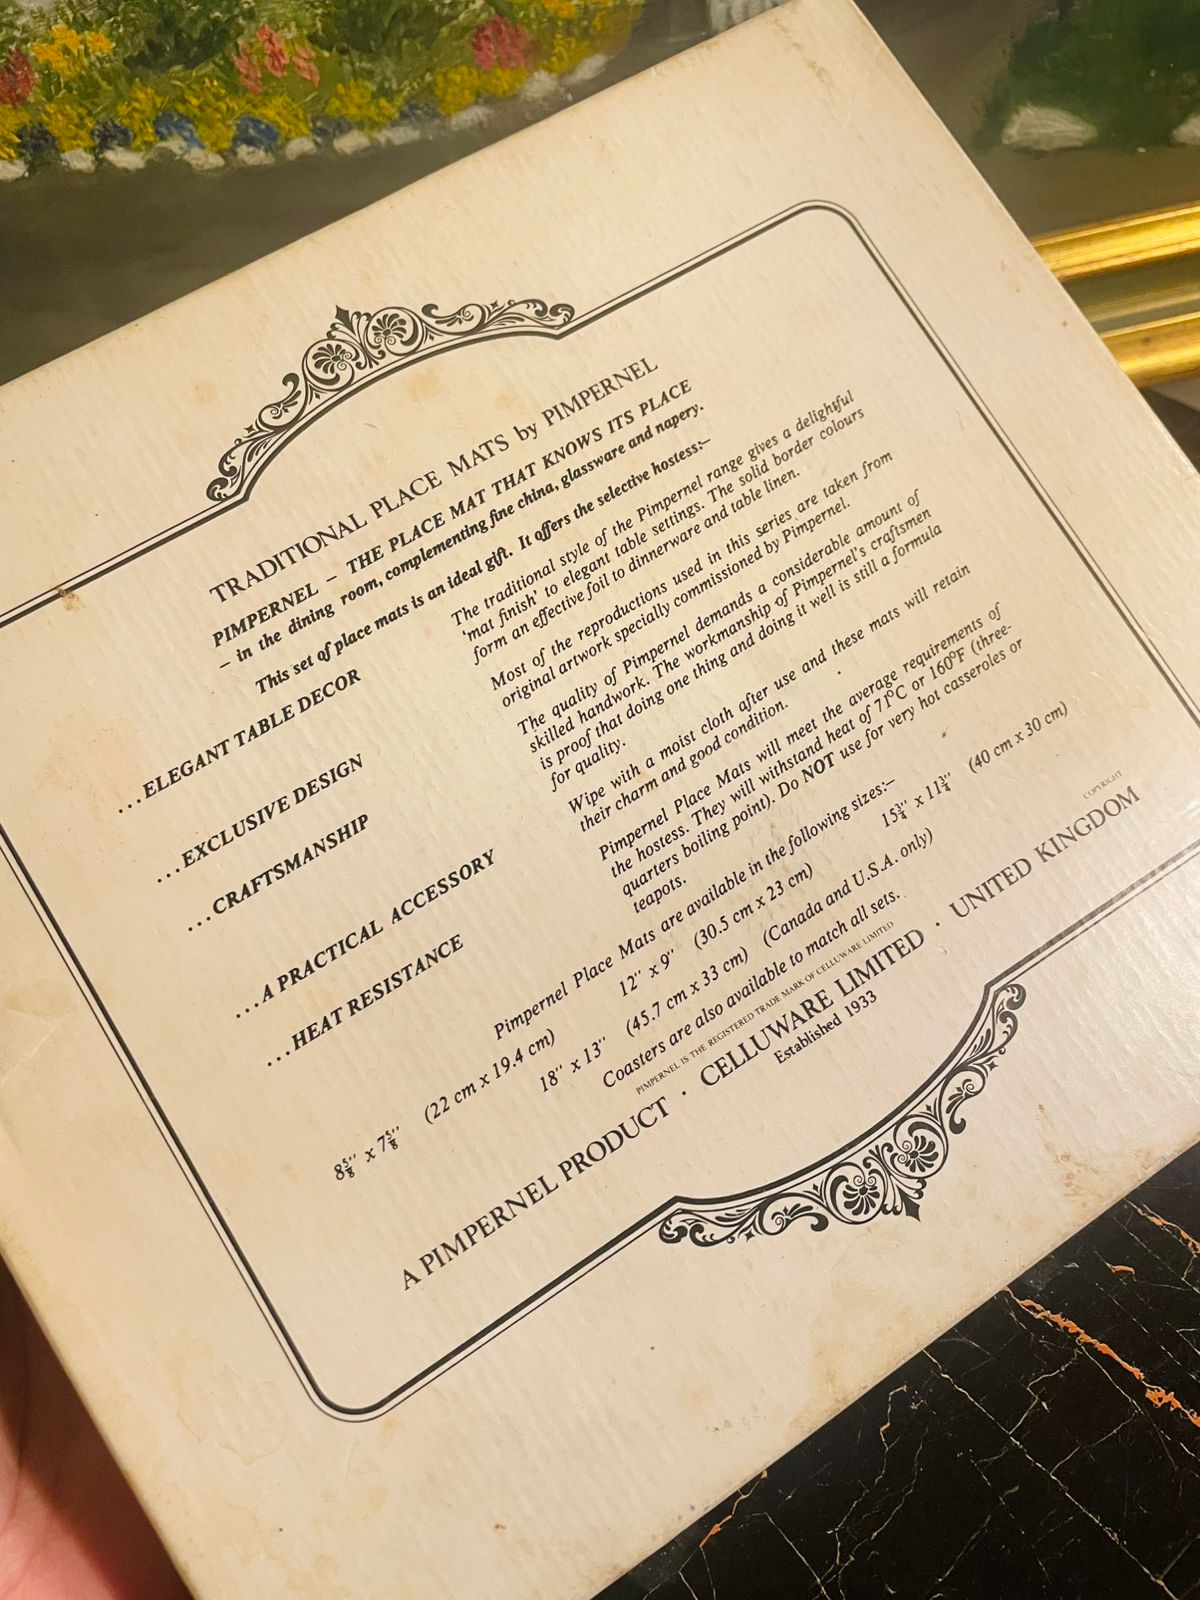 TRADITIONAL PLACE MATS by PIMPERNEL
PIMPERNEL – THE PLACE MAT THAT KNOWS ITS PLACE
– in the dining room, complementing fine china, glassware and napery.
This set of place mats is an ideal gift. It offers the selective hostess:–
...ELEGANT TABLE DECOR
The traditional style of the Pimpernel range gives a delightful
'mat finish' to elegant table settings. The solid border colours
form an effective foil to dinnerware and table linen.
...EXCLUSIVE DESIGN
Most of the reproductions used in this series are taken from
original artwork specially commissioned by Pimpernel.
...CRAFTSMANSHIP
The quality of Pimpernel demands a considerable amount of
skilled handwork. The workmanship of Pimpernel's craftsmen
is proof that doing one thing and doing it well is still a formula
for quality.
...A PRACTICAL ACCESSORY
Wipe with a moist cloth after use and these mats will retain
their charm and good condition.
...HEAT RESISTANCE
Pimpernel Place Mats will meet the average requirements of
the hostess. They will withstand heat of 71°C or 160°F (three-
quarters boiling point). Do NOT use for very hot casseroles or
teapots.
Pimpernel Place Mats are available in the following sizes:–
8⅝" x 7⅝" (22 cm x 19.4 cm) 12" x 9" (30.5 cm x 23 cm) 15¾" x 11¾" (40 cm x 30 cm)
18" x 13" (45.7 cm x 33 cm) (Canada and U.S.A. only)
Coasters are also available to match all sets.
PIMPERNEL IS THE REGISTERED TRADE MARK OF CELLUWARE LIMITED
COPYRIGHT
A PIMPERNEL PRODUCT · CELLUWARE LIMITED · UNITED KINGDOM
Established 1933